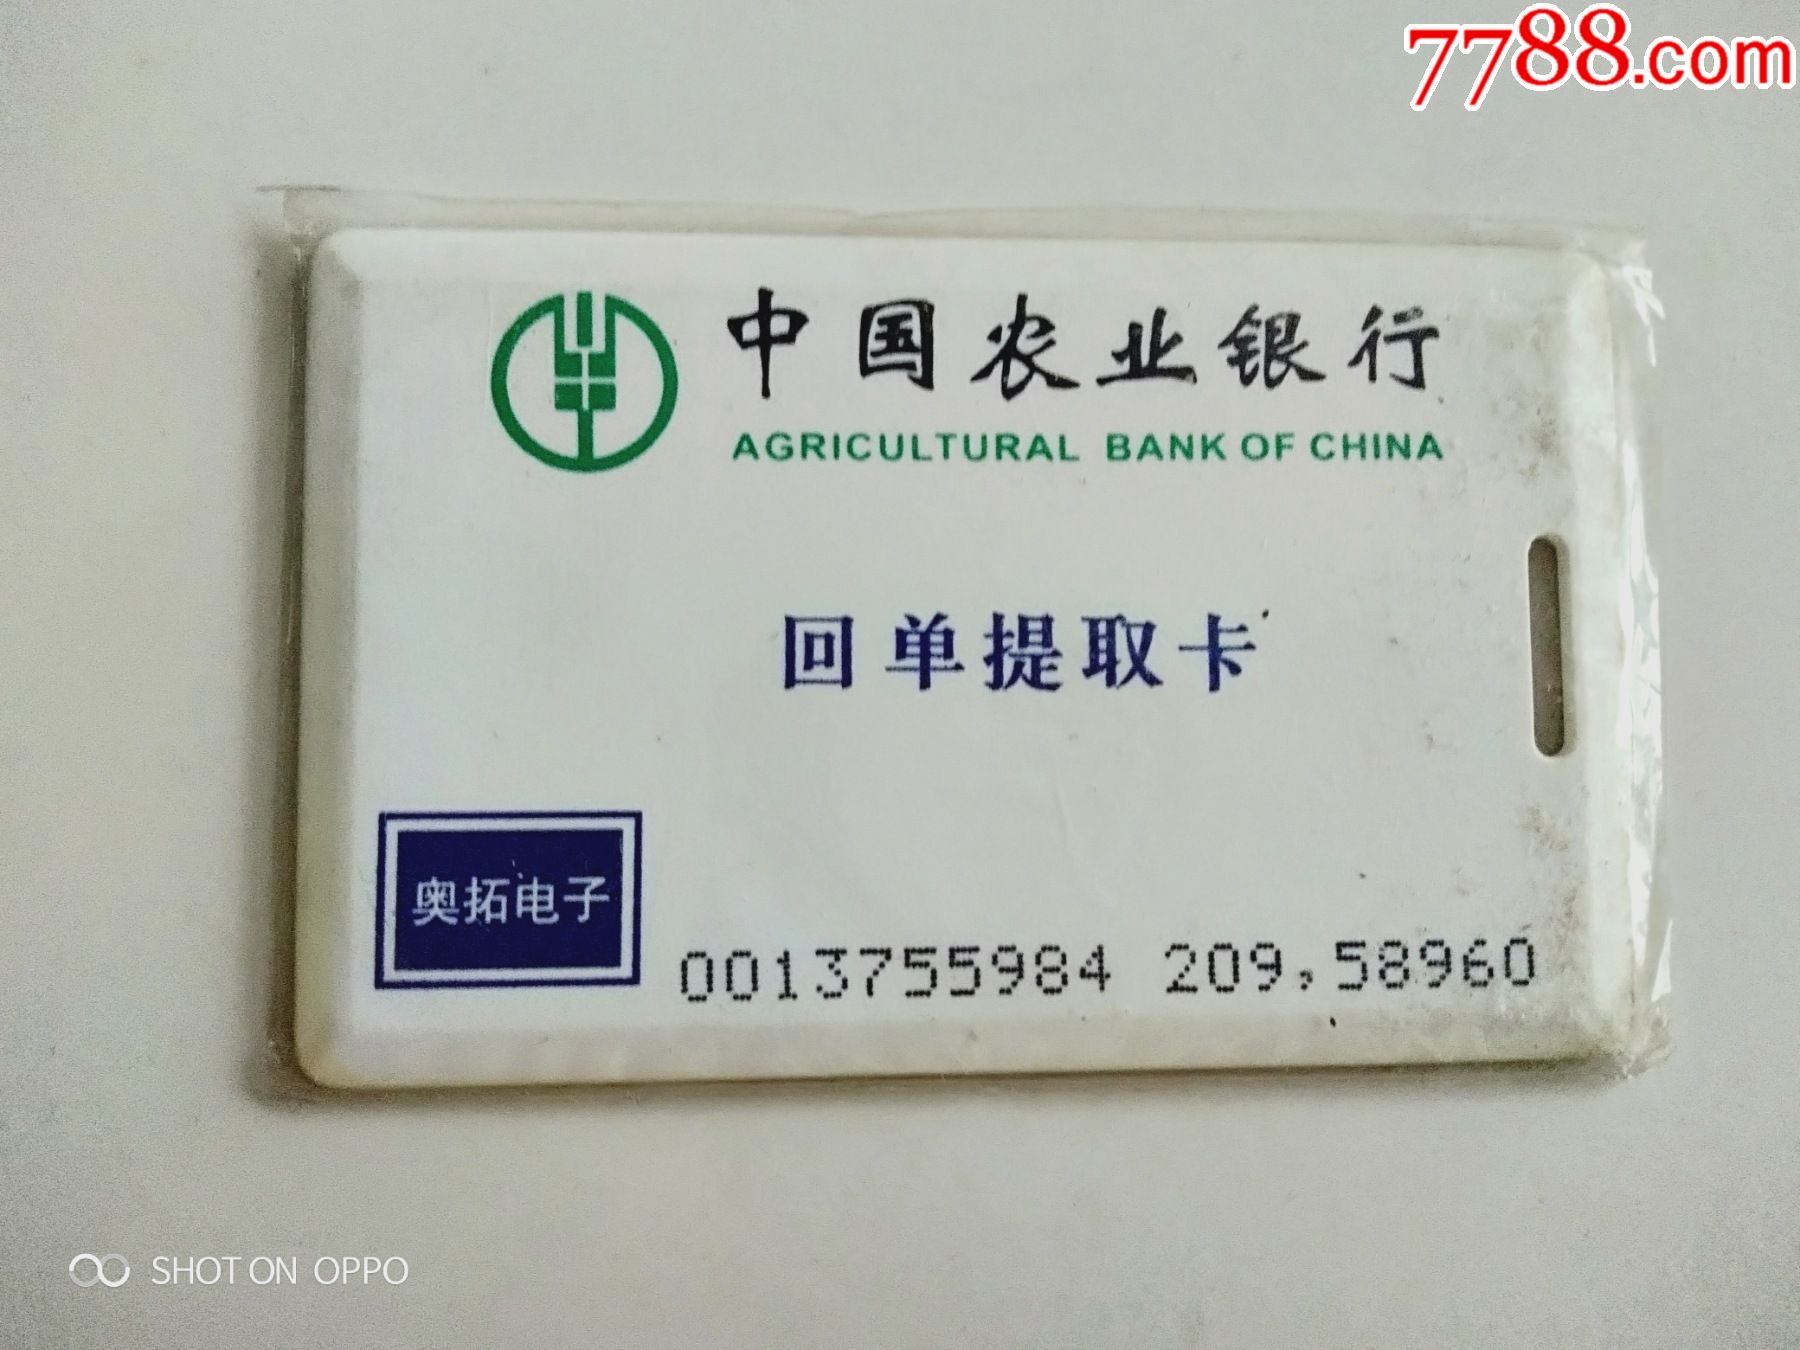 7788.com
中国农业银行
AGRICULTURAL BANK OF CHINA
回单提取卡
奥拓电子
0013755984 209,58960
SHOT ON OPPO